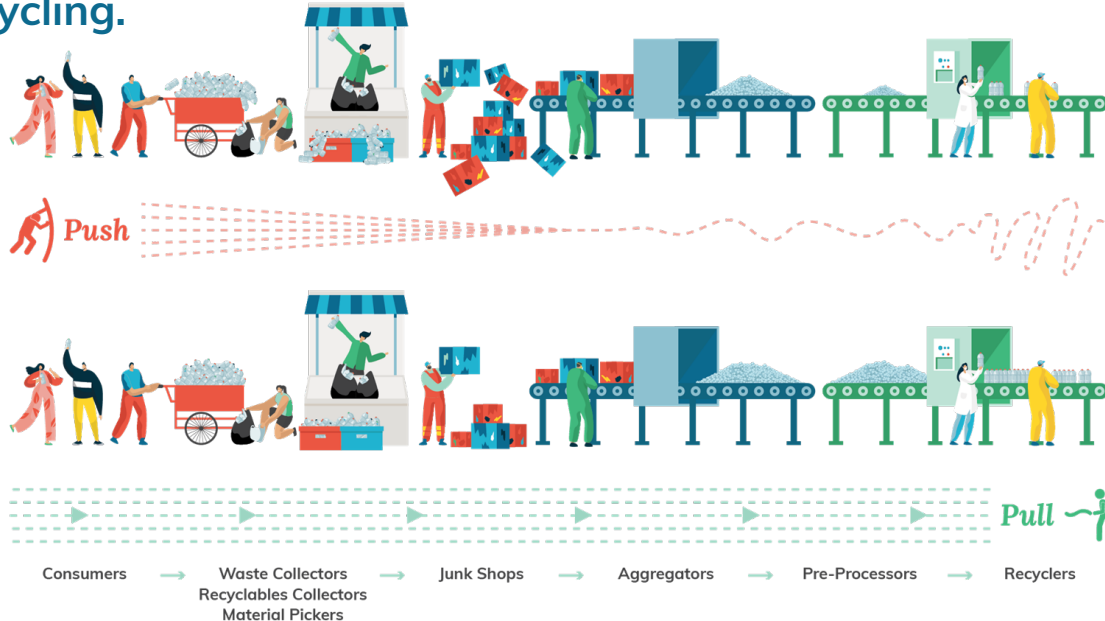 ycling.
Push
Pull
Consumers → Waste Collectors → Junk Shops → Aggregators → Pre-Processors → Recyclers
Recyclables Collectors
Material Pickers